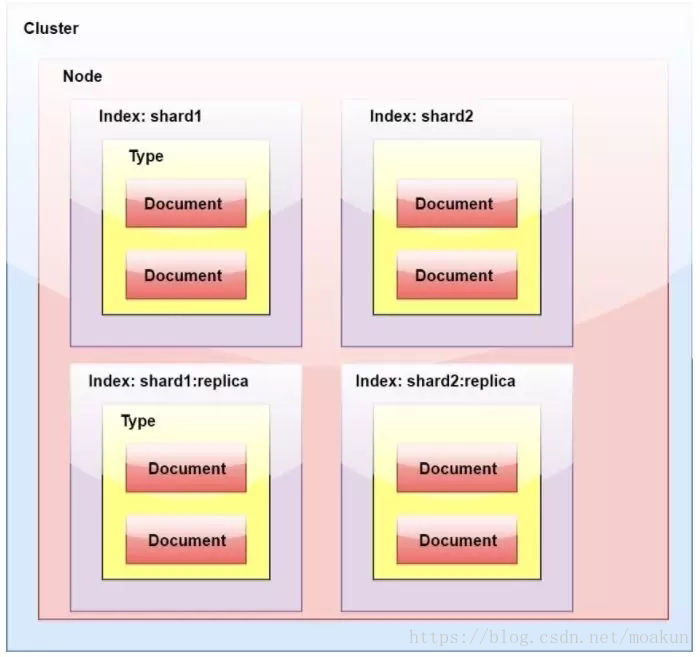 Cluster
Node
Index: shard1
Index: shard2
Type
Document
Document
Document
Document
Index: shard1:replica
Index: shard2:replica
Type
Document
Document
Document
Document
https://blog.csdn.net/moakun